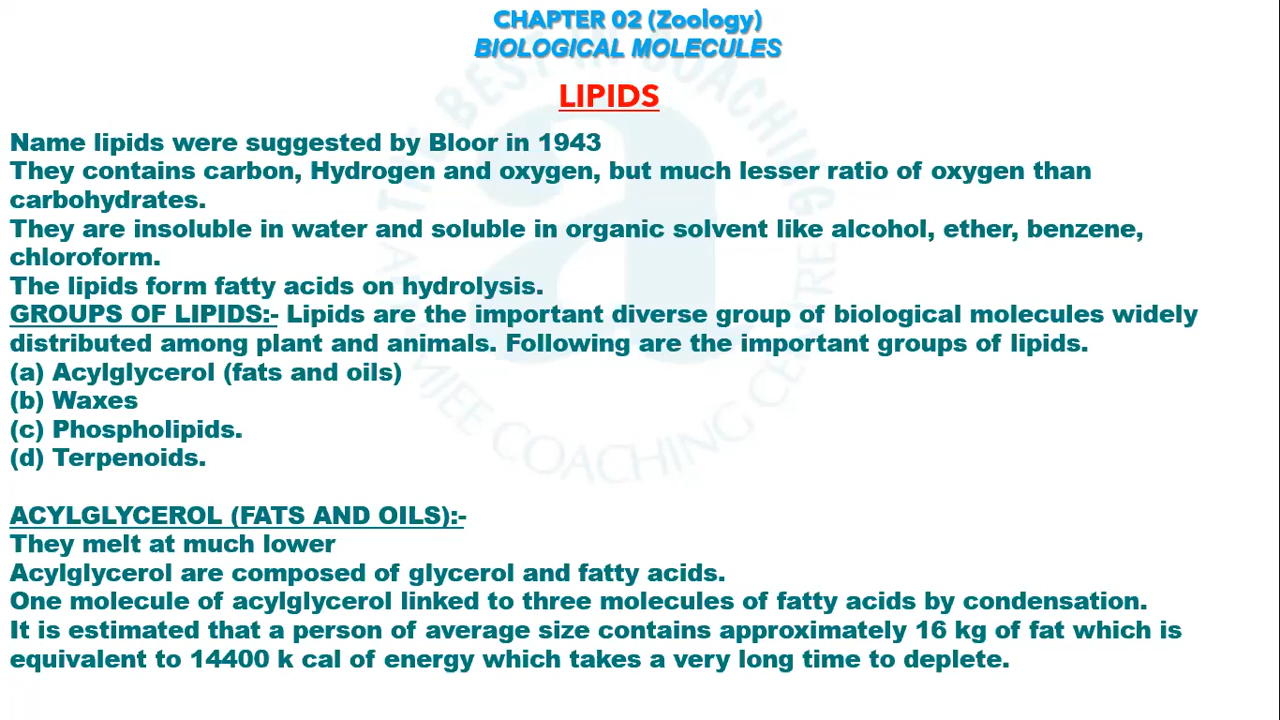 CHAPTER 02 (Zoology)
BIOLOGICAL MOLECULES
LIPIDS
Name lipids were suggested by Bloor in 1943
They contains carbon, Hydrogen and oxygen, but much lesser ratio of oxygen than
carbohydrates.
They are insoluble in water and soluble in organic solvent like alcohol, ether, benzene,
chloroform.
The lipids form fatty acids on hydrolysis.
GROUPS OF LIPIDS:- Lipids are the important diverse group of biological molecules widely
distributed among plant and animals. Following are the important groups of lipids.
(a) Acylglycerol (fats and oils)
(b) Waxes
(c) Phospholipids.
(d) Terpenoids.
ACYLGLYCEROL (FATS AND OILS):-
They melt at much lower
Acylglycerol are composed of glycerol and fatty acids.
One molecule of acylglycerol linked to three molecules of fatty acids by condensation.
It is estimated that a person of average size contains approximately 16 kg of fat which is
equivalent to 14400 k cal of energy which takes a very long time to deplete.